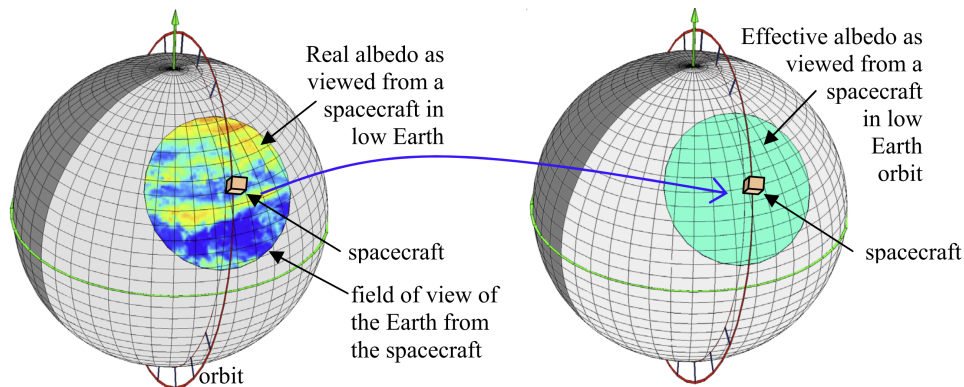 Real albedo as
viewed from a
spacecraft in
low Earth
spacecraft
field of view of
the Earth from
the spacecraft
orbit
Effective albedo as
viewed from a
spacecraft
in low
Earth
orbit
spacecraft